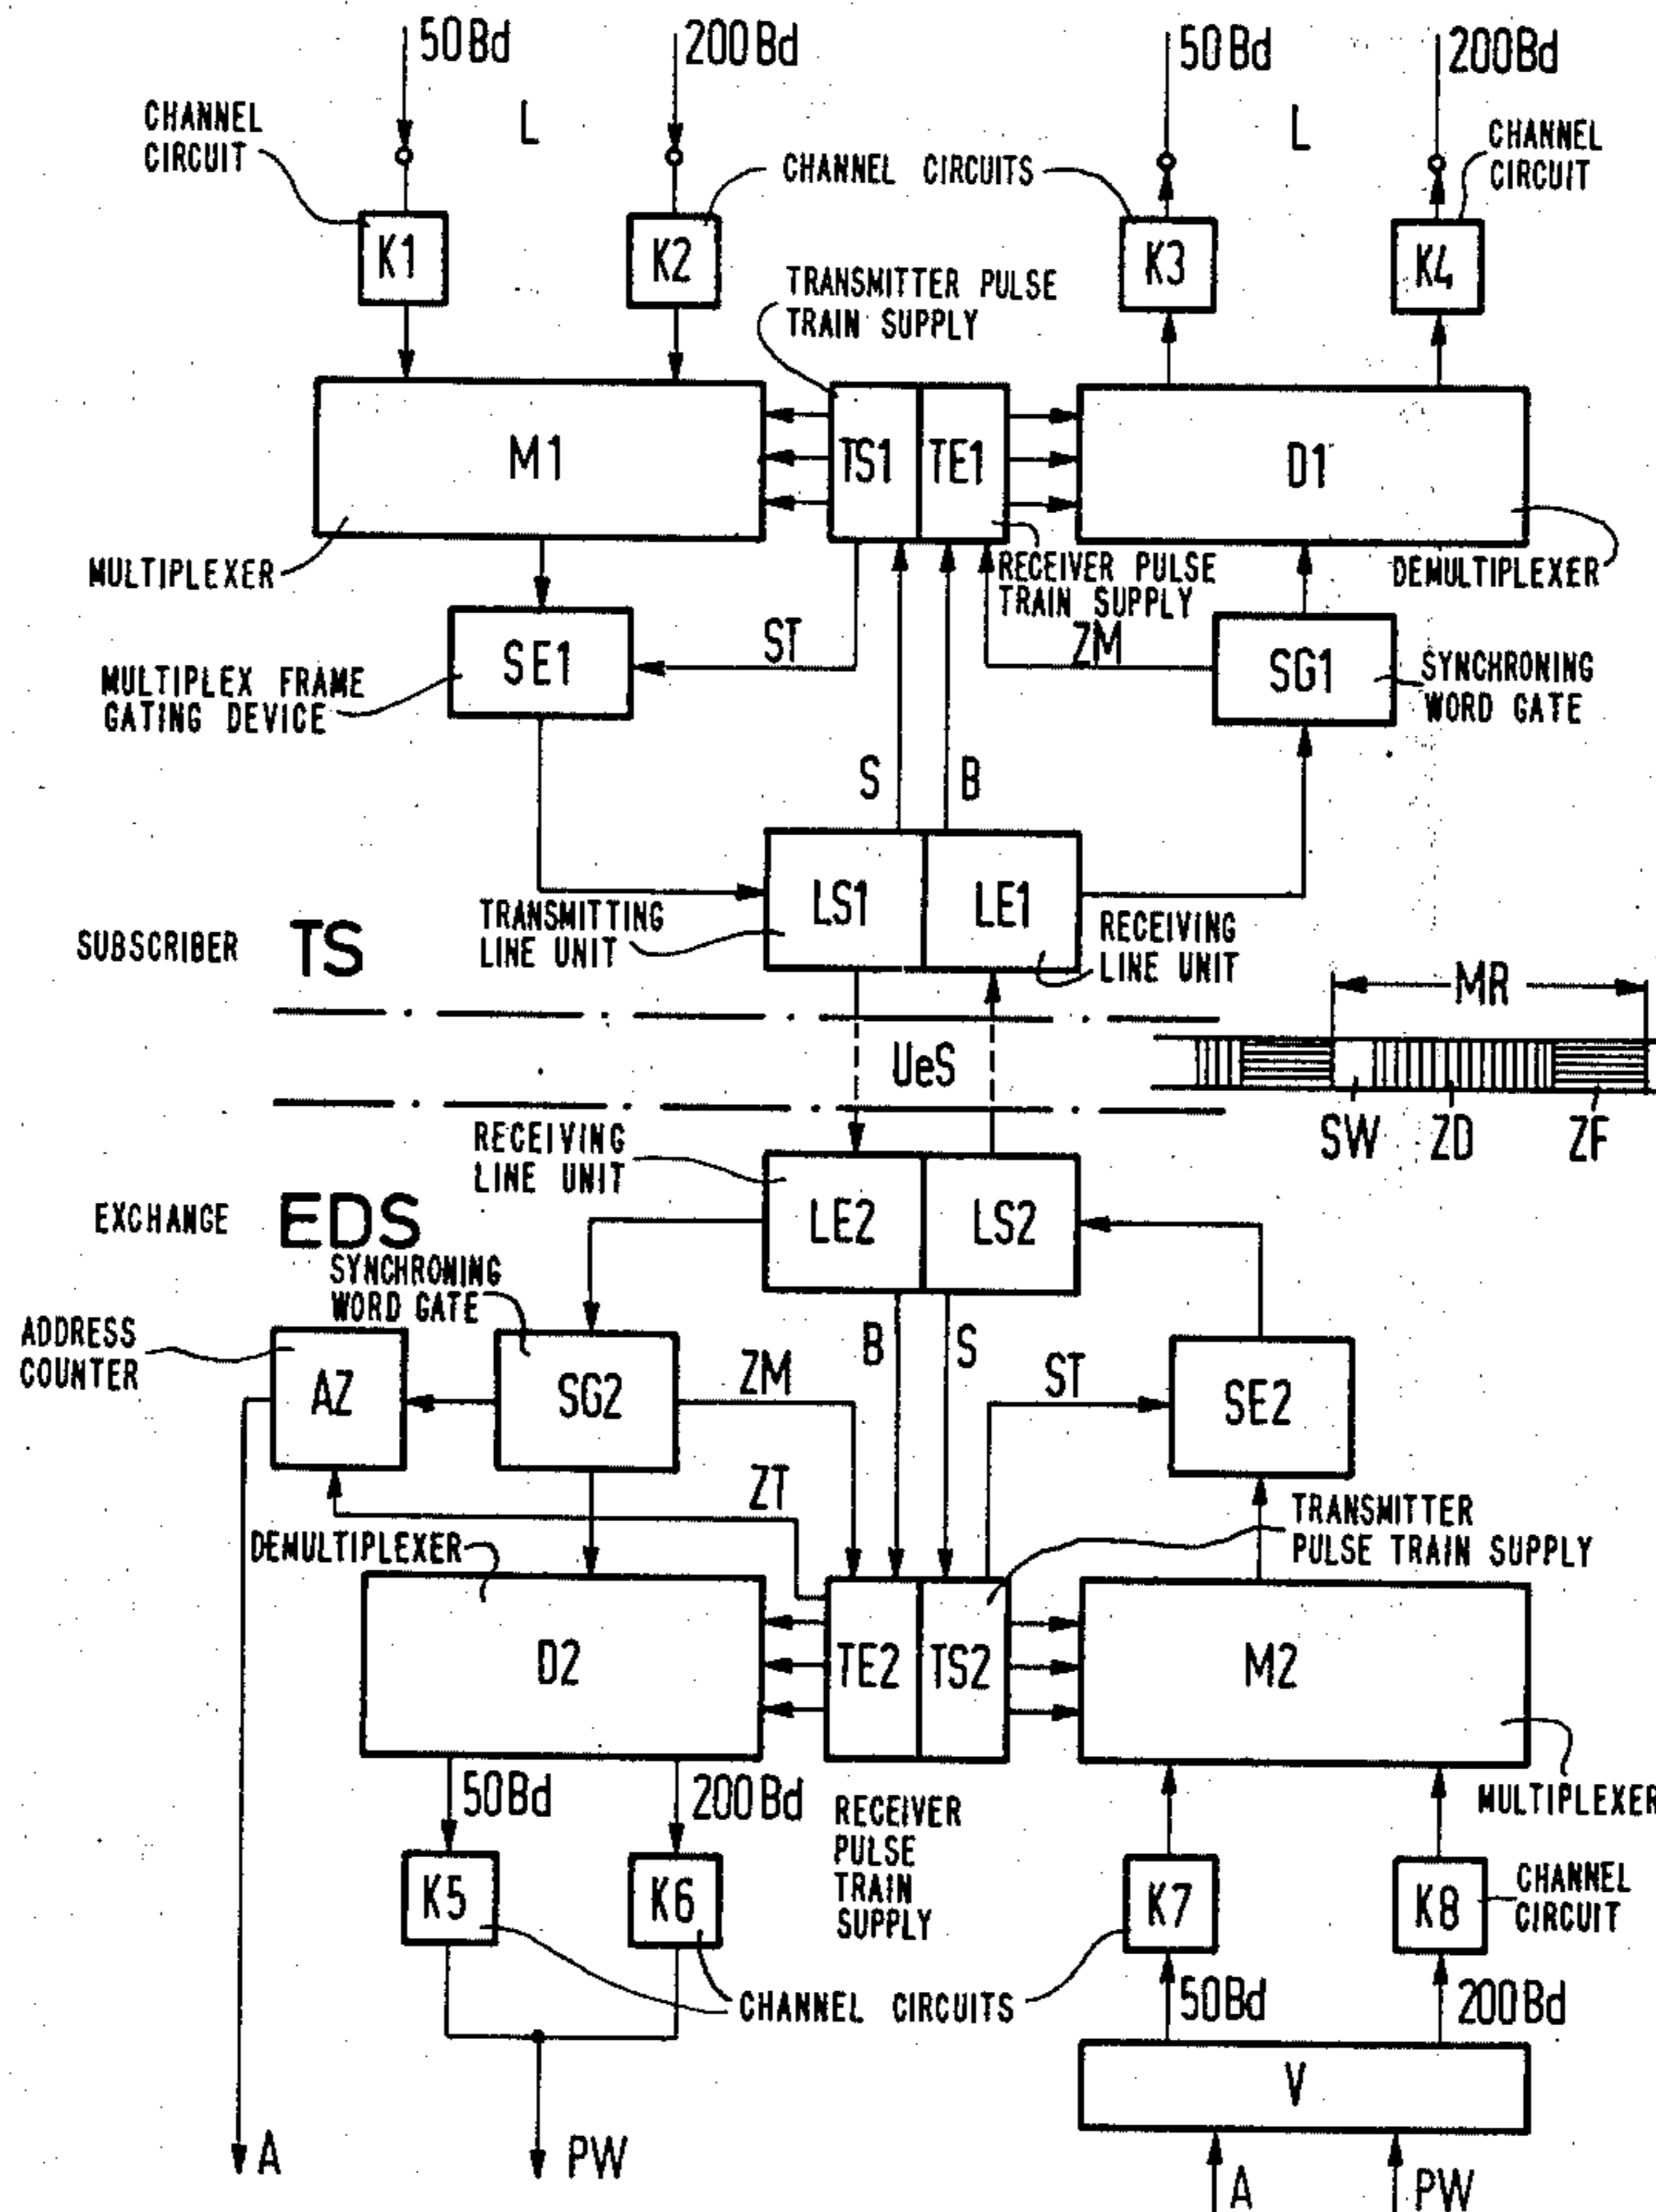 50Bd
200Bd
50Bd
200Bd
CHANNEL
CIRCUIT
L
CHANNEL CIRCUITS
L
CHANNEL
CIRCUIT
K1
K2
K3
K4
TRANSMITTER PULSE
TRAIN SUPPLY
M1
TS1
TE1
D1
MULTIPLEXER
RECEIVER PULSE
TRAIN SUPPLY
DEMULTIPLEXER
SE1
ST
ZM
SG1
MULTIPLEX FRAME
GATING DEVICE
SYNCHRONING
WORD GATE
S
B
LS1
LE1
SUBSCRIBER
TS
TRANSMITTING
LINE UNIT
RECEIVING
LINE UNIT
MR
UeS
SW
ZD
ZF
RECEIVING
LINE UNIT
EXCHANGE
EDS
LE2
LS2
SYNCHRONING
WORD GATE
ADDRESS
COUNTER
AZ
SG2
ZM
B
S
ST
SE2
ZT
DEMULTIPLEXER
TRANSMITTER
PULSE TRAIN SUPPLY
D2
TE2
TS2
M2
50Bd
200Bd
RECEIVER
PULSE
TRAIN
SUPPLY
MULTIPLEXER
K5
K6
K7
K8
CHANNEL
CIRCUIT
CHANNEL CIRCUITS
50Bd
200Bd
V
A
PW
A
PW